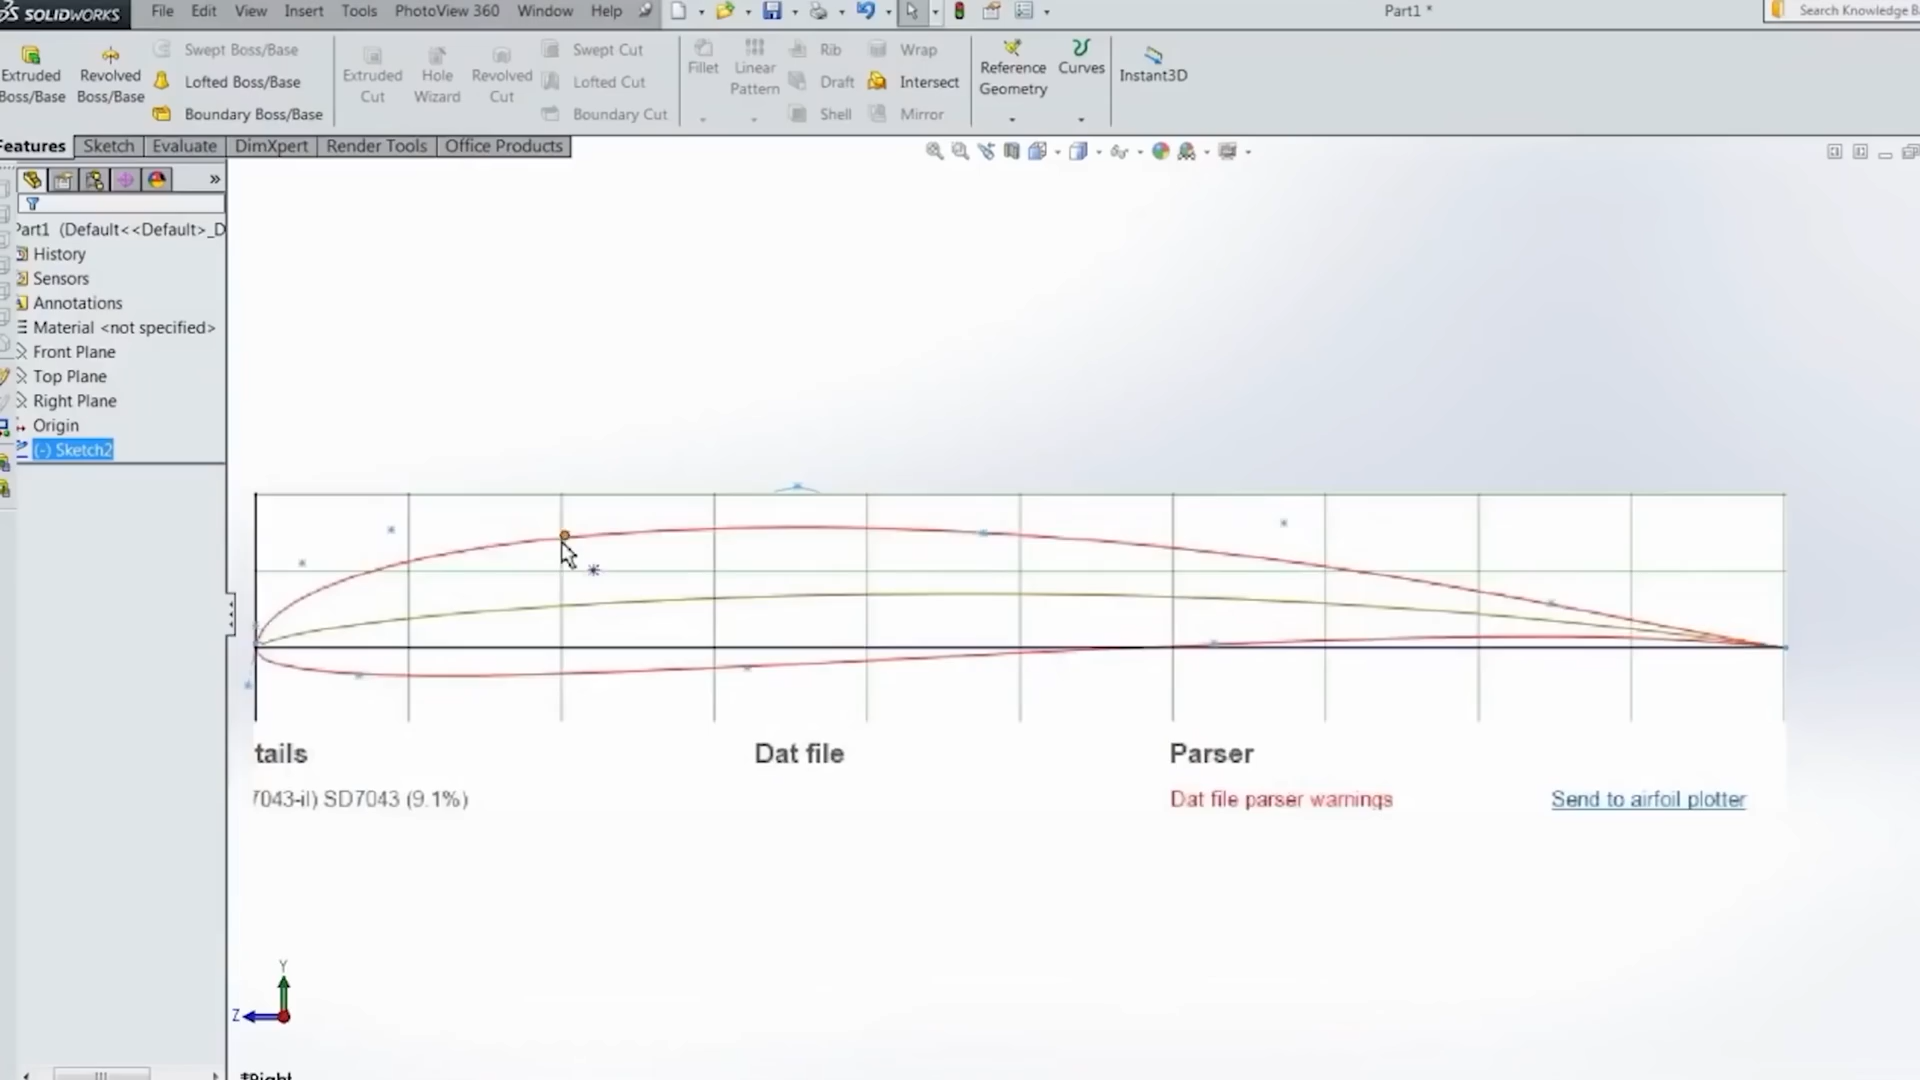 SOLIDWORKS File Edit View Insert Tools PhotoView 360 Window Help Part1 * Search Knowledge B
Extruded Boss/Base
Revolved Boss/Base
Swept Boss/Base
Lofted Boss/Base
Boundary Boss/Base
Extruded Cut
Hole Wizard
Revolved Cut
Swept Cut
Lofted Cut
Boundary Cut
Fillet
Linear Pattern
Rib
Draft
Shell
Wrap
Intersect
Mirror
Reference Geometry
Curves
Instant3D
Features Sketch Evaluate DimXpert Render Tools Office Products
Part1 (Default<<Default>_D
History
Sensors
Annotations
Material <not specified>
Front Plane
Top Plane
Right Plane
Origin
(-) Sketch2
tails Dat file Parser
7043-il) SD7043 (9.1%) Dat file parser warnings Send to airfoil plotter
Y
Z
*Right